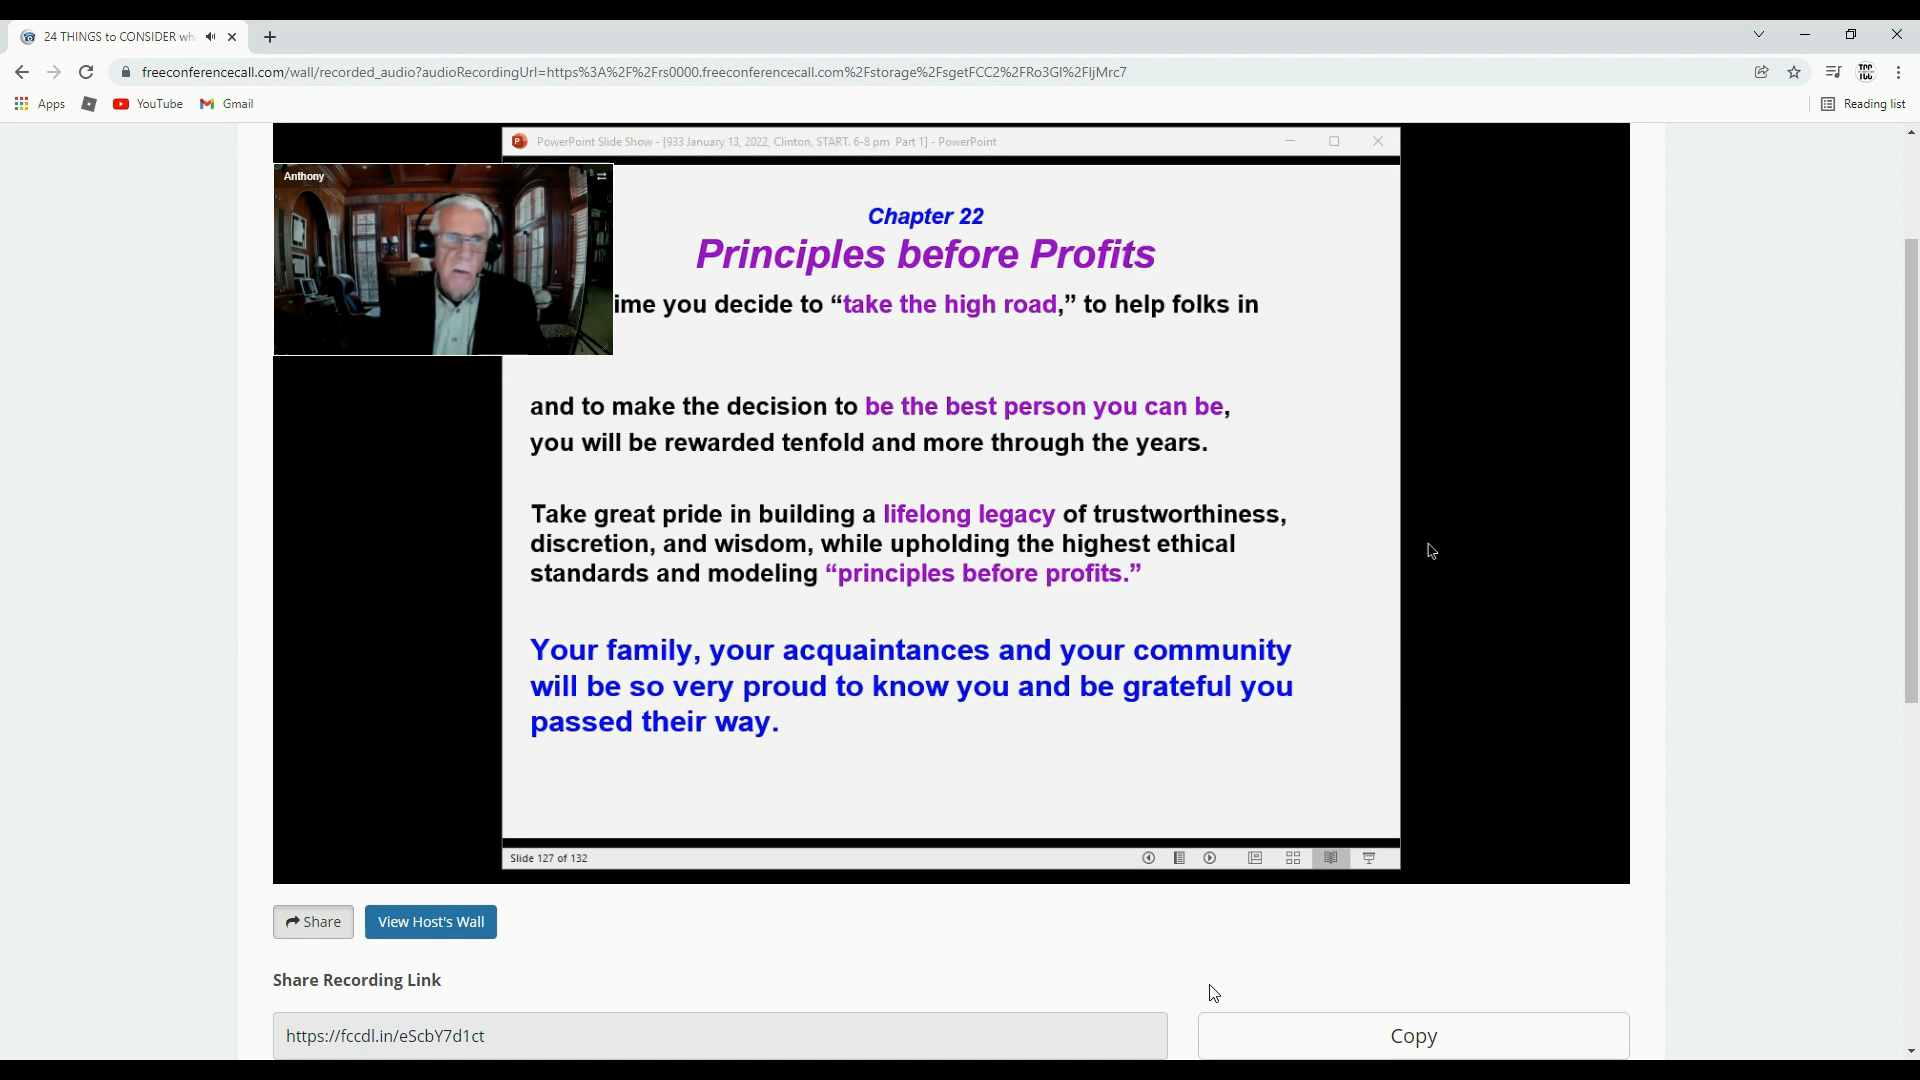 24 THINGS to CONSIDER wh
freeconferencecall.com/wall/recorded_audio?audioRecordingUrl=https%3A%2F%2Frs0000.freeconferencecall.com%2Fstorage%2FsgetFCC2%2FRo3Gl%2FljMrc7
Apps
YouTube
Gmail
Reading list
PowerPoint Slide Show - [933 January 13, 2022, Clinton, START. 6-8 pm Part 1] - PowerPoint
Anthony
Chapter 22
Principles before Profits
ime you decide to “take the high road,” to help folks in
and to make the decision to be the best person you can be,
you will be rewarded tenfold and more through the years.
Take great pride in building a lifelong legacy of trustworthiness,
discretion, and wisdom, while upholding the highest ethical
standards and modeling “principles before profits.”
Your family, your acquaintances and your community
will be so very proud to know you and be grateful you
passed their way.
Slide 127 of 132
Share
View Host's Wall
Share Recording Link
https://fccdl.in/eScbY7d1ct
Copy